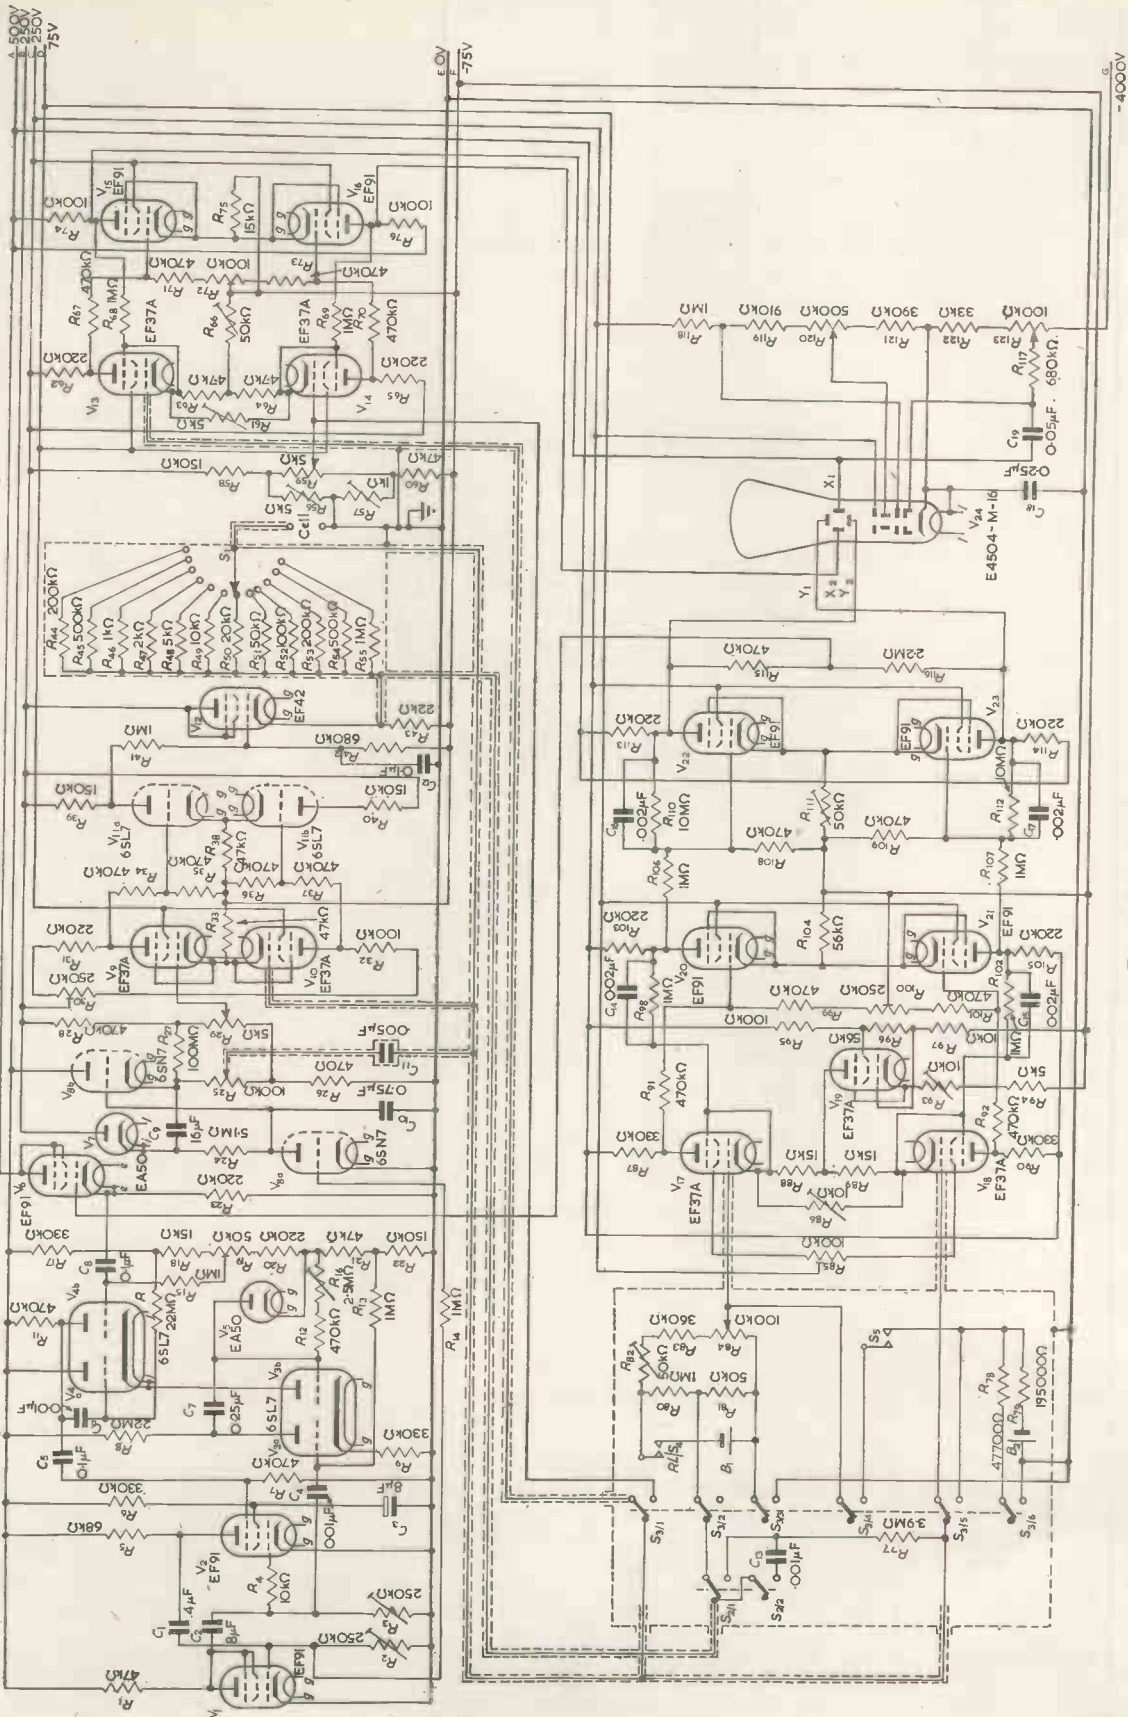 A 500V
B 250V
C 250V
D 75V
E 0V
F -75V
G -4000V
R1 47kΩ
V1 EF91
C1 .4μF
C2 8μF
R2 250kΩ
R3 250kΩ
R4 10kΩ
V2 EF91
R5 68kΩ
R6 330kΩ
R7 470kΩ
C3 8μF
C4 0.01μF
C5 0.1μF
R8 22MΩ
R9 330kΩ
V3a 6SL7 V3b
C7 0.25μF
V4a 6SL7 V4b
0.01μF
R11 470kΩ
R12 470kΩ
V5 EA50
1MΩ
R14 1MΩ
R15 1MΩ
R16 2.5MΩ
R 22MΩ
R17 330kΩ
R18 15kΩ
R19 50kΩ
R20 220kΩ
R21 47kΩ
R22 150kΩ
C8 0.1μF
V6 EF91
R23 220kΩ
V7 EA50
C9 16μF
R24 5.1MΩ
V8a 6SN7
V8b 6SN7
R25 100kΩ
R26 470Ω
R27 100MΩ
R28 470kΩ
R29 5kΩ
C10 0.75μF
C11 .005μF
R30 250kΩ
R31 220kΩ
R32 100kΩ
R33 47kΩ
V9 EF37A
V10 EF37A
R34 470kΩ
R35 470kΩ
R36 470kΩ
R37 470kΩ
R38 47kΩ
R39 150kΩ
R40 150kΩ
V11a 6SL7
V11b 6SL7
R41 1MΩ
R42 680kΩ
C12 0.1μF
V12 EF42
R43 22kΩ
R44 200kΩ
R45 500kΩ
R46 1kΩ
R47 2kΩ
R48 5kΩ
R49 10kΩ
R50 20kΩ
R51 50kΩ
R52 100kΩ
R53 200kΩ
R54 500kΩ
R55 1MΩ
S1
Cell
R56 5kΩ
R57 1kΩ
R58 150kΩ
R59 5kΩ
R60 47kΩ
R61 5kΩ
R62 220kΩ
R63 47kΩ
R64 47kΩ
R65 220kΩ
R66 50kΩ
R67 470kΩ
R68 1MΩ
R69 1MΩ
R70 470kΩ
V13 EF37A
V14 EF37A
R71 470kΩ
R72 100kΩ
R73 470kΩ
R74 100kΩ
R75 15kΩ
R76 100kΩ
V15 EF91
V16 EF91
R77 3.9MΩ
R78 47700Ω
R79 195000Ω
R80 1MΩ
R81 50kΩ
R82 50kΩ
R83 360kΩ
R84 100kΩ
B1
B2
S2/1
S2/2
C13 .001μF
S3/1
S3/2
S3/3
S3/4
S3/5
S3/6
S5
R85 100kΩ
R86 10kΩ
R87 330kΩ
R88 15kΩ
R89 15kΩ
R90 330kΩ
V17 EF37A
V18 EF37A
R91 470kΩ
R92 470kΩ
R93 10kΩ
R94 5kΩ
V19 EF37A
R95 100kΩ
R96 56kΩ
R97 10kΩ
R98 1MΩ
C14 .002μF
R99 470kΩ
R100 250kΩ
R101 470kΩ
R102 1MΩ
C15 .002μF
R103 220kΩ
R104 56kΩ
R105 220kΩ
V20 EF91
V21 EF91
R106 1MΩ
R107 1MΩ
R108 470kΩ
R109 470kΩ
R110 10MΩ
C16 .002μF
R111 50kΩ
R112 10MΩ
C17 .002μF
R113 220kΩ
R114 220kΩ
V22 EF91
V23 EF91
R115 470kΩ
R116 2.2MΩ
Y1
X2
Y2
X1
V24
E4504-M-16
C18 0.25μF
C19 0.05μF
R117 680kΩ
R118 1MΩ
R119 910kΩ
R120 500kΩ
R121 390kΩ
R122 33kΩ
R123 100kΩ